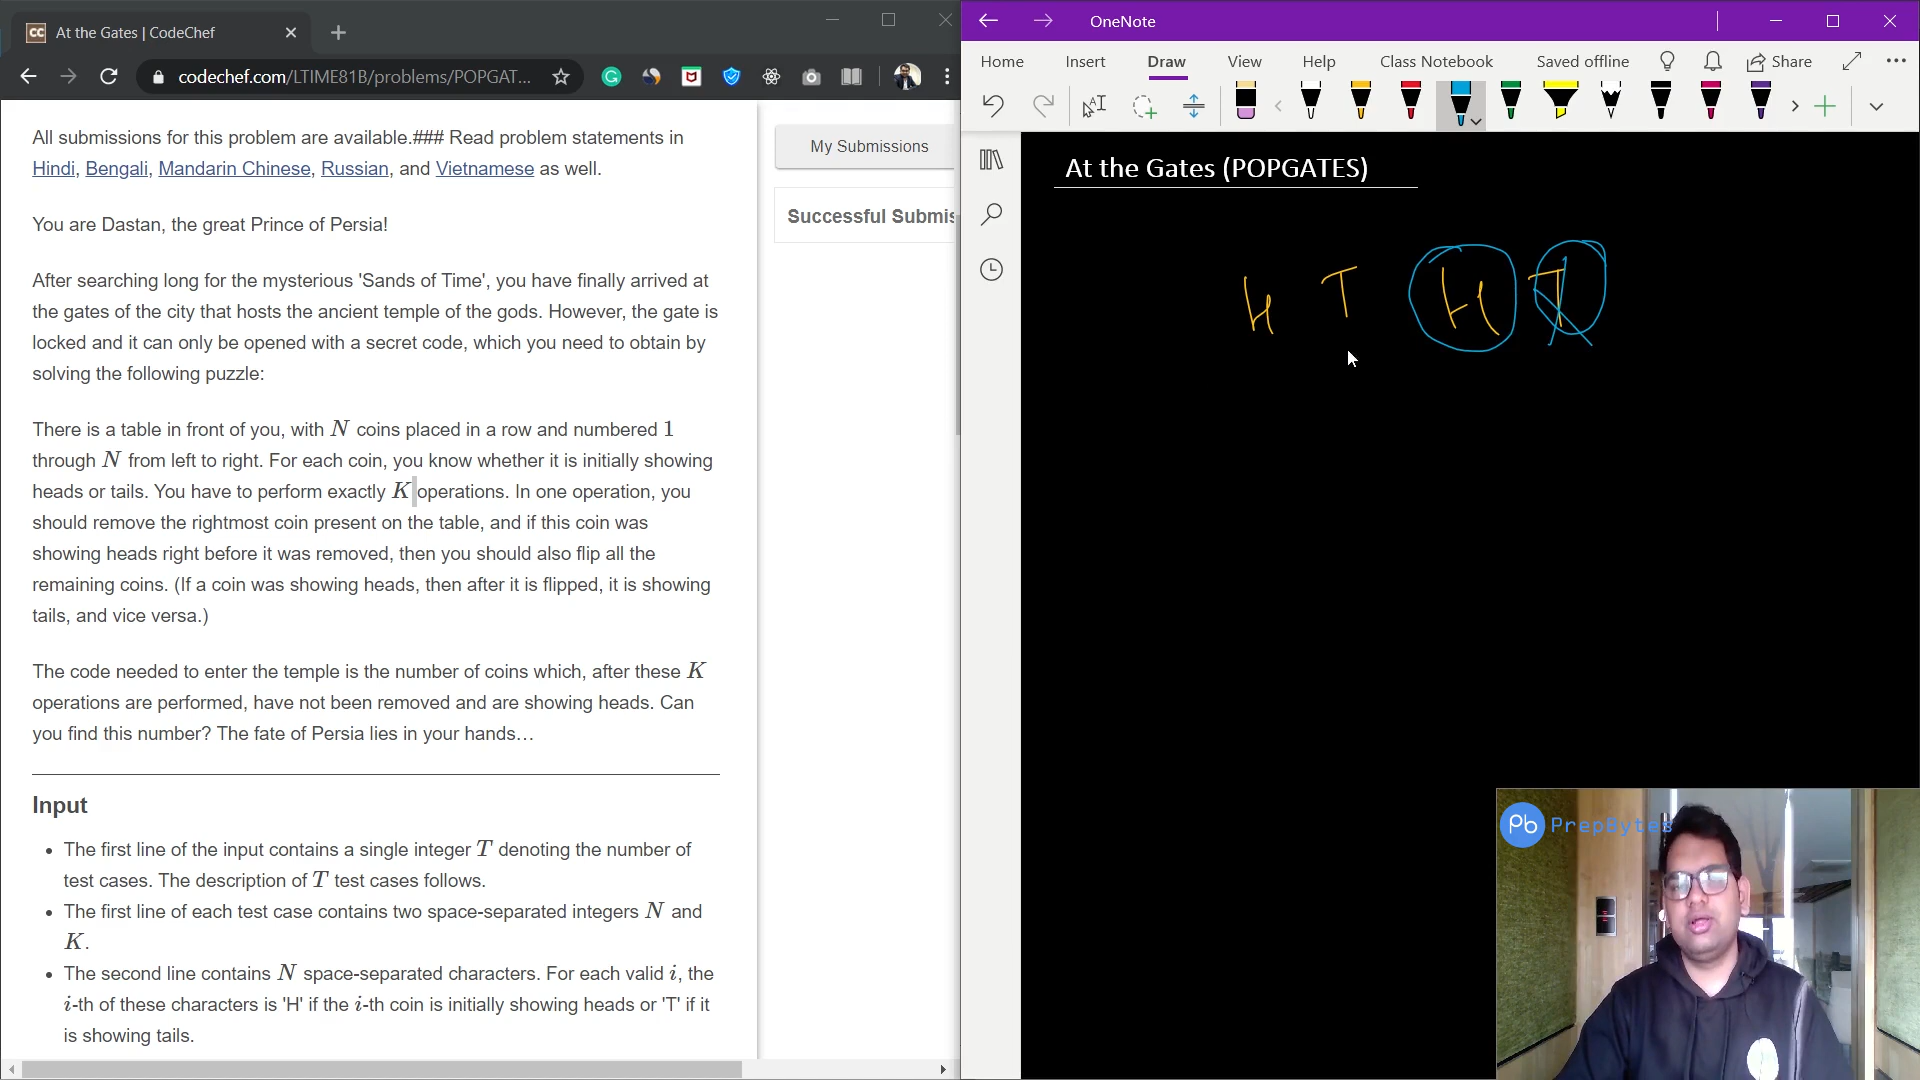 At the Gates | CodeChef
codechef.com/LTIME81B/problems/POPGAT...
All submissions for this problem are available.### Read problem statements in
Hindi, Bengali, Mandarin Chinese, Russian, and Vietnamese as well.
You are Dastan, the great Prince of Persia!
After searching long for the mysterious 'Sands of Time', you have finally arrived at
the gates of the city that hosts the ancient temple of the gods. However, the gate is
locked and it can only be opened with a secret code, which you need to obtain by
solving the following puzzle:
There is a table in front of you, with N coins placed in a row and numbered 1
through N from left to right. For each coin, you know whether it is initially showing
heads or tails. You have to perform exactly K operations. In one operation, you
should remove the rightmost coin present on the table, and if this coin was
showing heads right before it was removed, then you should also flip all the
remaining coins. (If a coin was showing heads, then after it is flipped, it is showing
tails, and vice versa.)
The code needed to enter the temple is the number of coins which, after these K
operations are performed, have not been removed and are showing heads. Can
you find this number? The fate of Persia lies in your hands...
Input
• The first line of the input contains a single integer T denoting the number of
test cases. The description of T test cases follows.
• The first line of each test case contains two space-separated integers N and
K.
• The second line contains N space-separated characters. For each valid i, the
i-th of these characters is 'H' if the i-th coin is initially showing heads or 'T' if it
is showing tails.
My Submissions
Successful Submis
OneNote
Home Insert Draw View Help Class Notebook Saved offline Share
At the Gates (POPGATES)
H T H T
Pb PrepBytes